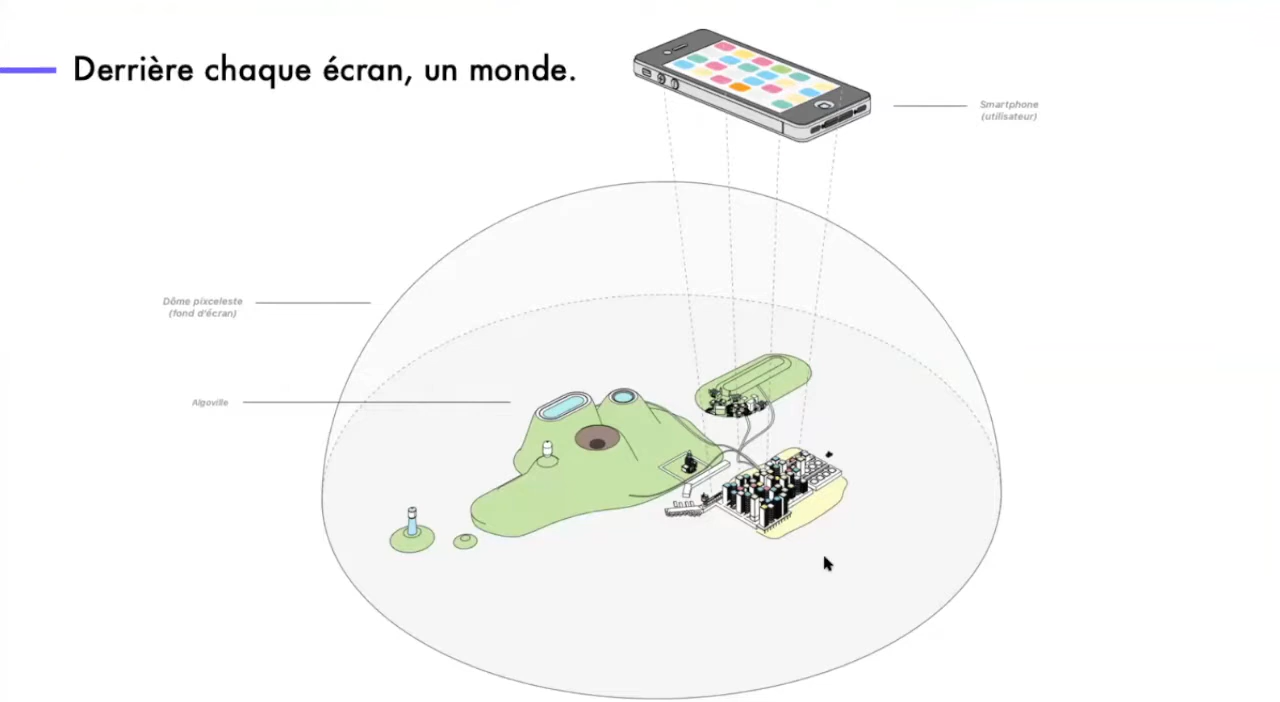 Derrière chaque écran, un monde.
Smartphone
(utilisateur)
Dôme pixceleste
(fond d'écran)
Algoville